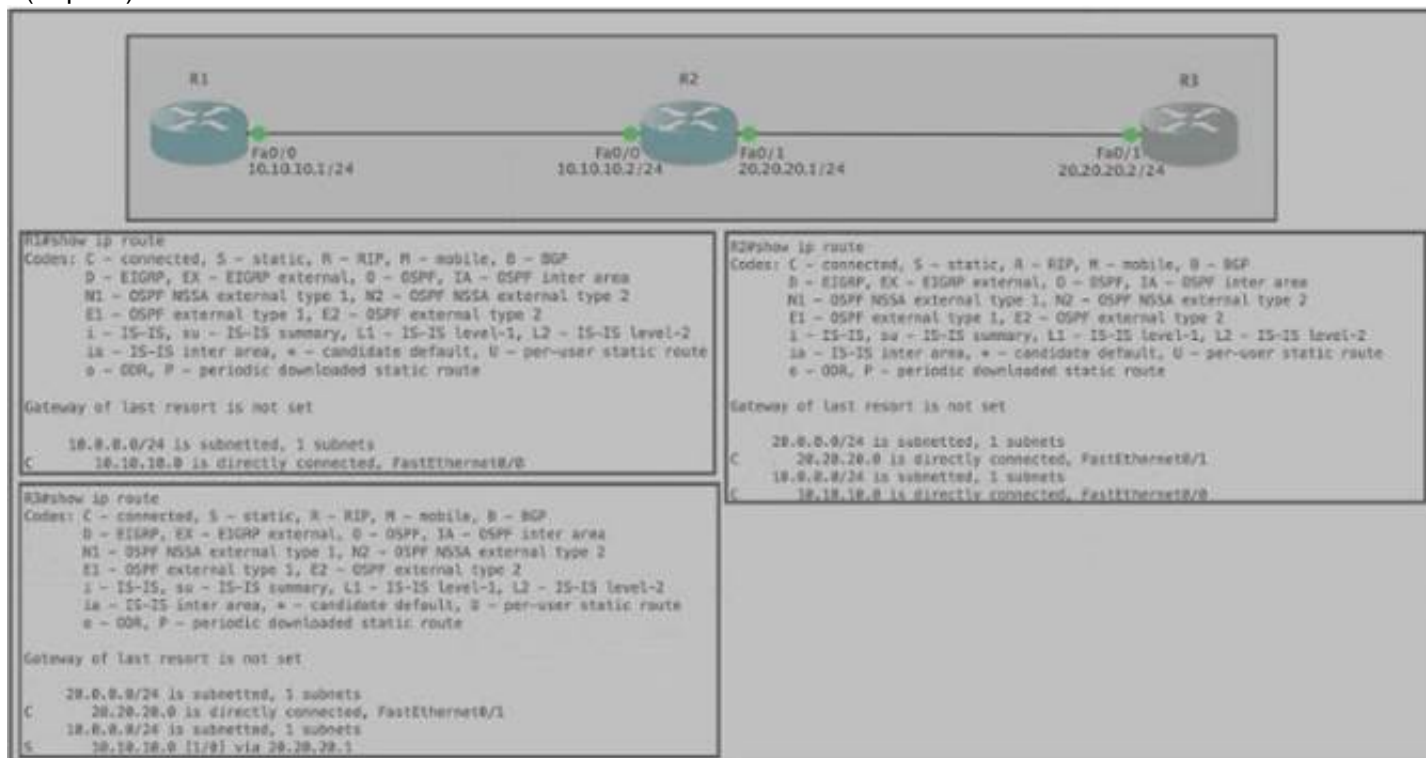 R1
R2
R3
Fa0/0
10.10.10.1/24
Fa0/0
10.10.10.2/24
Fa0/1
20.20.20.1/24
Fa0/1
20.20.20.2/24
R1#show ip route
Codes: C - connected, S - static, R - RIP, M - mobile, B - BGP
D - EIGRP, EX - EIGRP external, O - OSPF, IA - OSPF inter area
N1 - OSPF NSSA external type 1, N2 - OSPF NSSA external type 2
E1 - OSPF external type 1, E2 - OSPF external type 2
i - IS-IS, su - IS-IS summary, L1 - IS-IS level-1, L2 - IS-IS level-2
ia - IS-IS inter area, * - candidate default, U - per-user static route
o - ODR, P - periodic downloaded static route
Gateway of last resort is not set
10.0.0.0/24 is subnetted, 1 subnets
C 10.10.10.0 is directly connected, FastEthernet0/0
R2#show ip route
Codes: C - connected, S - static, R - RIP, M - mobile, B - BGP
D - EIGRP, EX - EIGRP external, O - OSPF, IA - OSPF inter area
N1 - OSPF NSSA external type 1, N2 - OSPF NSSA external type 2
E1 - OSPF external type 1, E2 - OSPF external type 2
i - IS-IS, su - IS-IS summary, L1 - IS-IS level-1, L2 - IS-IS level-2
ia - IS-IS inter area, * - candidate default, U - per-user static route
o - ODR, P - periodic downloaded static route
Gateway of last resort is not set
20.0.0.0/24 is subnetted, 1 subnets
C 20.20.20.0 is directly connected, FastEthernet0/1
10.0.0.0/24 is subnetted, 1 subnets
C 10.10.10.0 is directly connected, FastEthernet0/0
R3#show ip route
Codes: C - connected, S - static, R - RIP, M - mobile, B - BGP
D - EIGRP, EX - EIGRP external, O - OSPF, IA - OSPF inter area
N1 - OSPF NSSA external type 1, N2 - OSPF NSSA external type 2
E1 - OSPF external type 1, E2 - OSPF external type 2
i - IS-IS, su - IS-IS summary, L1 - IS-IS level-1, L2 - IS-IS level-2
ia - IS-IS inter area, * - candidate default, U - per-user static route
o - ODR, P - periodic downloaded static route
Gateway of last resort is not set
20.0.0.0/24 is subnetted, 1 subnets
C 20.20.20.0 is directly connected, FastEthernet0/1
10.0.0.0/24 is subnetted, 1 subnets
S 10.10.10.0 [1/0] via 20.20.20.1